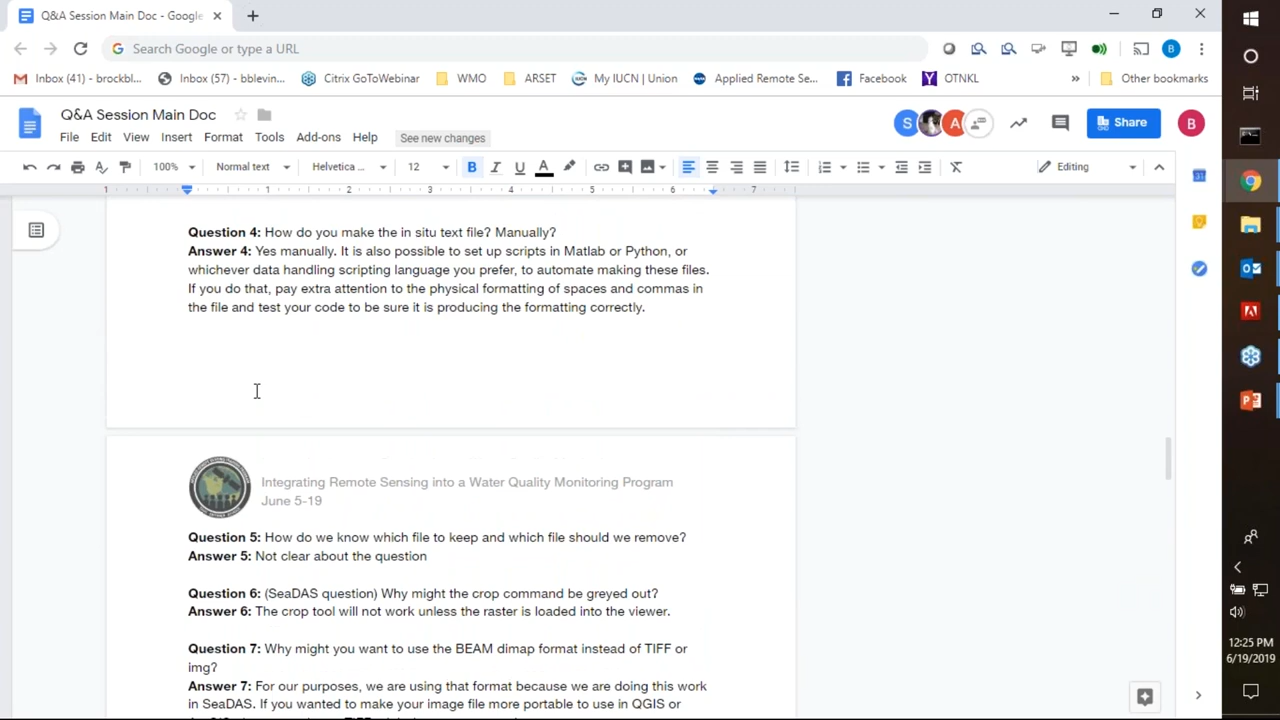 Q&A Session Main Doc - Google
Search Google or type a URL
B
Inbox (41) - brockbl...
Inbox (57) - bblevin...
Citrix GoToWebinar
WMO
ARSET
My IUCN | Union
Applied Remote Se...
Facebook
OTNKL
»
Other bookmarks
Q&A Session Main Doc
File Edit View Insert Format Tools Add-ons Help See new changes
S A
Share
B
100% Normal text Helvetica ... 12 B I U A Editing
1 1 2 3 4 5 6 7
Question 4: How do you make the in situ text file? Manually?
Answer 4: Yes manually. It is also possible to set up scripts in Matlab or Python, or
whichever data handling scripting language you prefer, to automate making these files.
If you do that, pay extra attention to the physical formatting of spaces and commas in
the file and test your code to be sure it is producing the formatting correctly.
Integrating Remote Sensing into a Water Quality Monitoring Program
June 5-19
Question 5: How do we know which file to keep and which file should we remove?
Answer 5: Not clear about the question
Question 6: (SeaDAS question) Why might the crop command be greyed out?
Answer 6: The crop tool will not work unless the raster is loaded into the viewer.
Question 7: Why might you want to use the BEAM dimap format instead of TIFF or
img?
Answer 7: For our purposes, we are using that format because we are doing this work
in SeaDAS. If you wanted to make your image file more portable to use in QGIS or
12:25 PM
6/19/2019